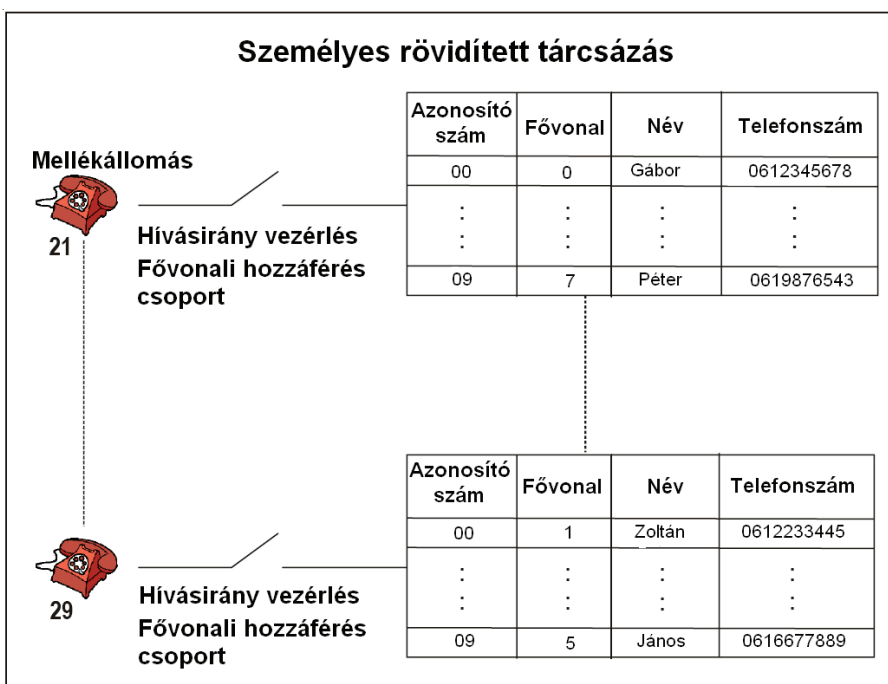 Személyes rövidített tárcsázás
Azonosító szám Fővonal Név Telefonszám
00 0 Gábor 0612345678
: : : :
: : : :
09 7 Péter 0619876543
Mellékállomás
21
Hívásirány vezérlés
Fővonali hozzáférés
csoport
Azonosító szám Fővonal Név Telefonszám
00 1 Zoltán 0612233445
: : : :
: : : :
09 5 János 0616677889
29
Hívásirány vezérlés
Fővonali hozzáférés
csoport